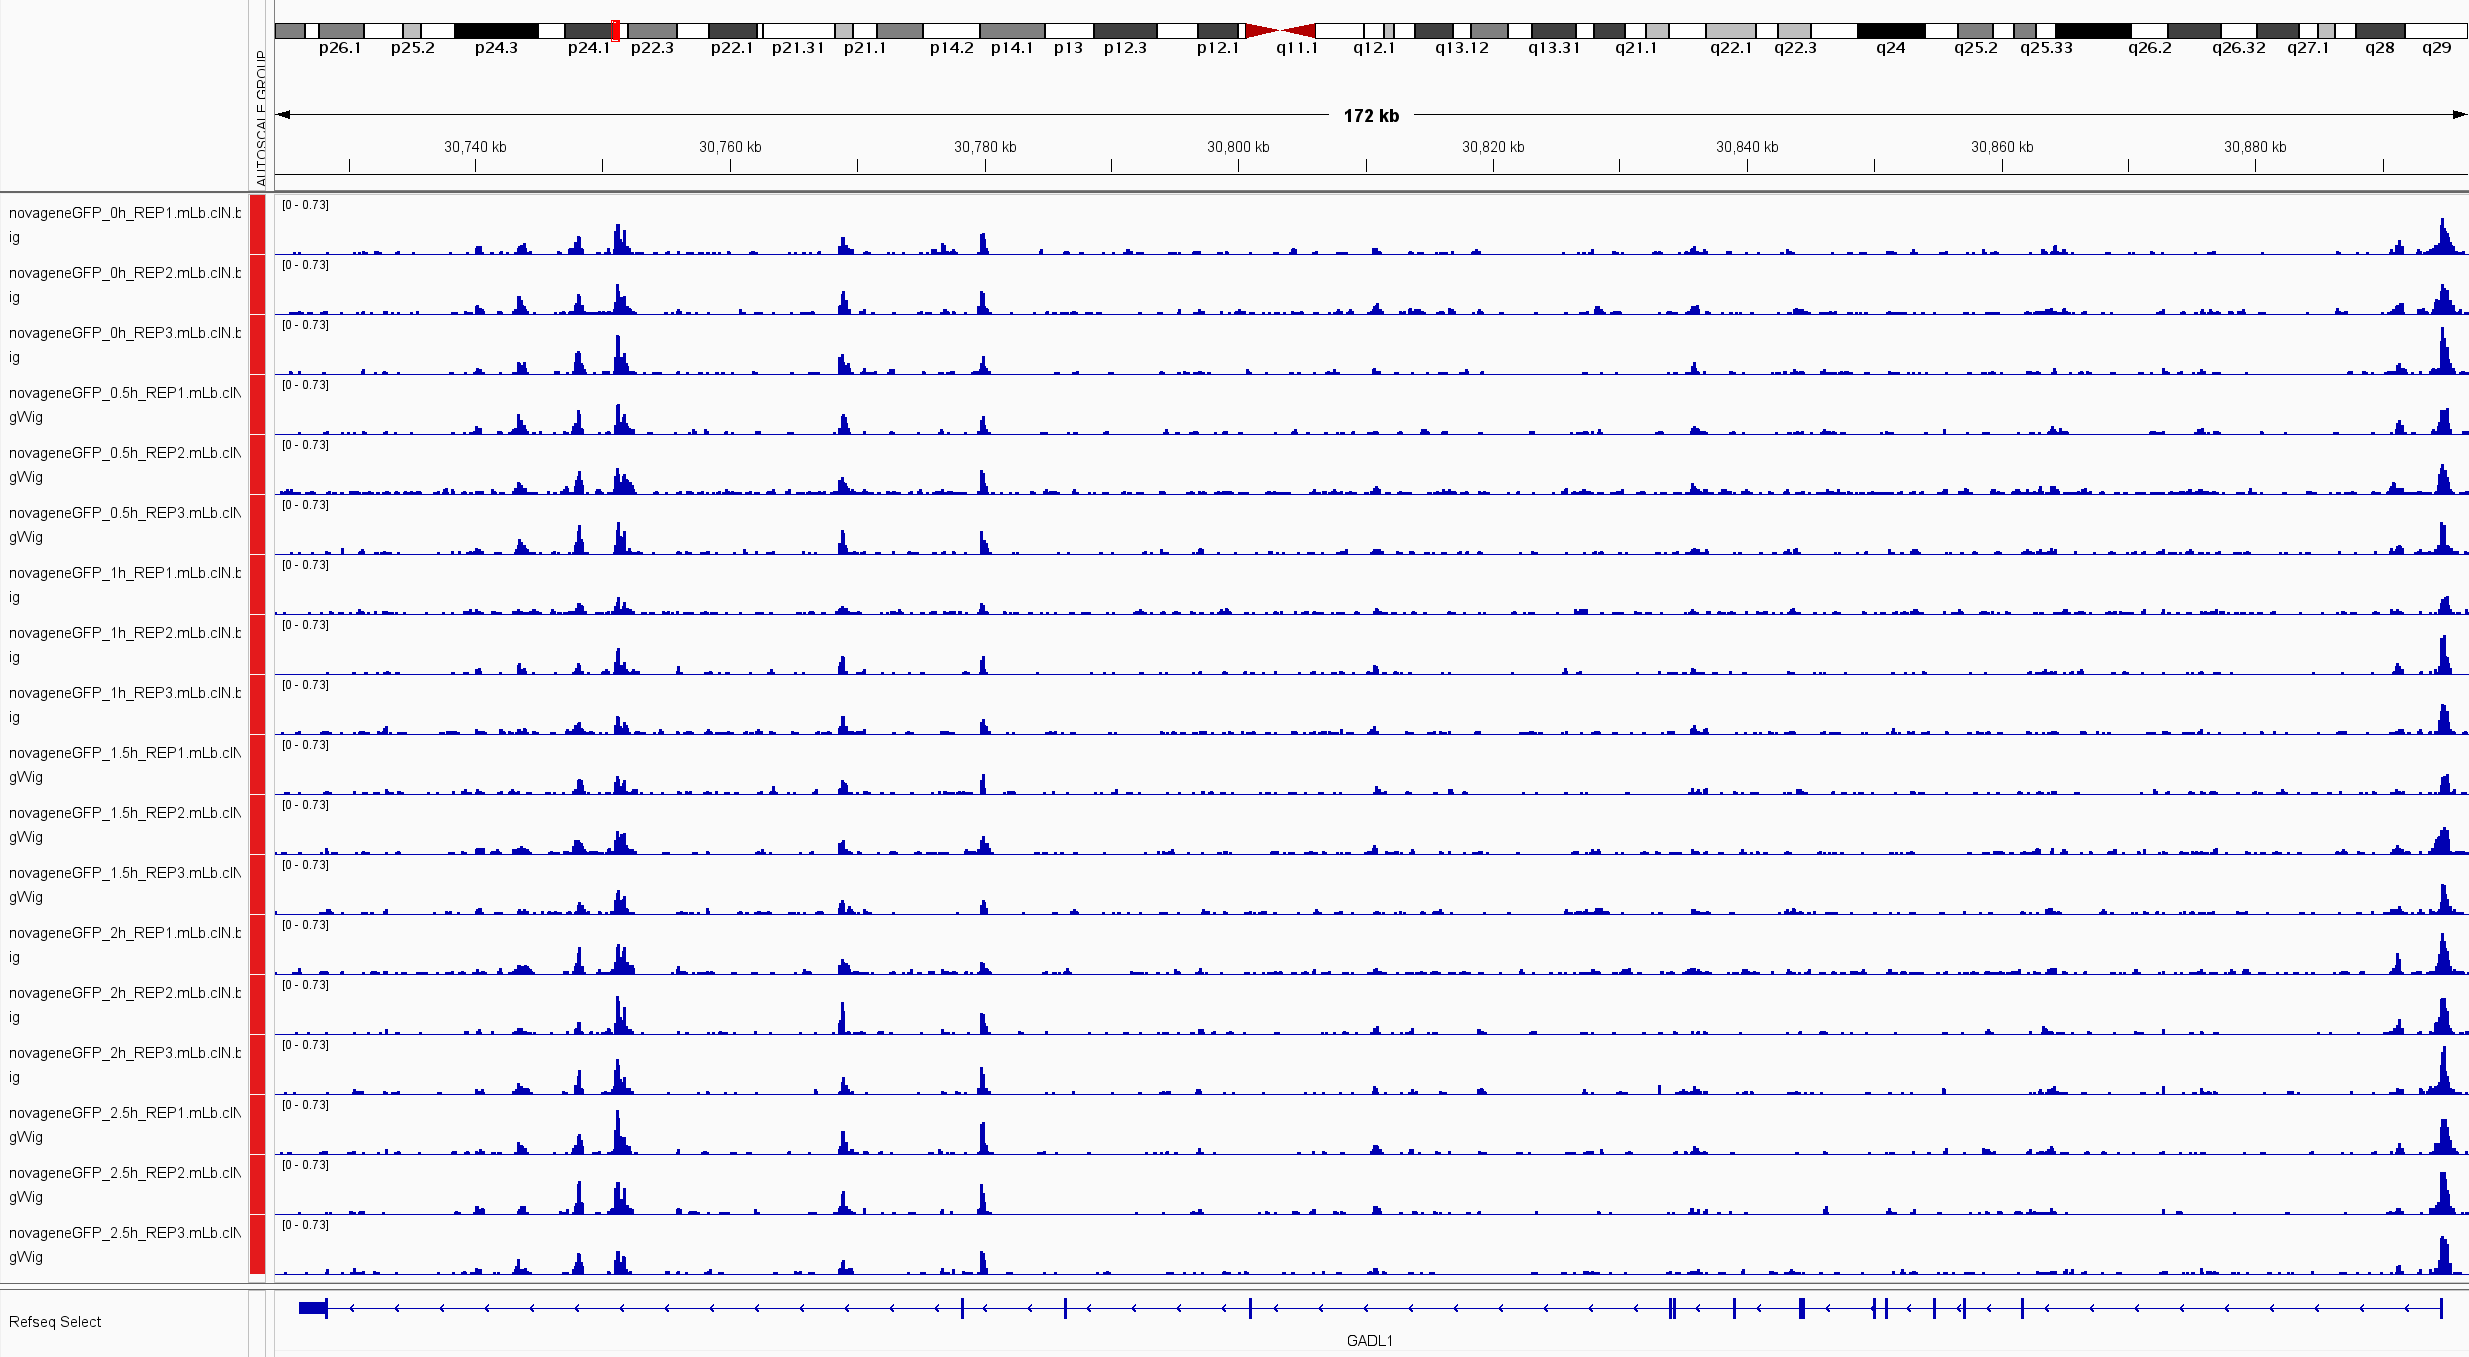 p26.1 p25.2 p24.3 p24.1 p22.3 p22.1 p21.31 p21.1 p14.2 p14.1 p13 p12.3 p12.1 q11.1 q12.1 q13.12 q13.31 q21.1 q22.1 q22.3 q24 q25.2 q25.33 q26.2 q26.32 q27.1 q28 q29
AUTOSCALE GROUP
172 kb
30,740 kb 30,760 kb 30,780 kb 30,800 kb 30,820 kb 30,840 kb 30,860 kb 30,880 kb
novageneGFP_0h_REP1.mLb.clN.b
ig
[0 - 0.73]
novageneGFP_0h_REP2.mLb.clN.b
ig
[0 - 0.73]
novageneGFP_0h_REP3.mLb.clN.b
ig
[0 - 0.73]
novageneGFP_0.5h_REP1.mLb.clN
gWig
[0 - 0.73]
novageneGFP_0.5h_REP2.mLb.clN
gWig
[0 - 0.73]
novageneGFP_0.5h_REP3.mLb.clN
gWig
[0 - 0.73]
novageneGFP_1h_REP1.mLb.clN.b
ig
[0 - 0.73]
novageneGFP_1h_REP2.mLb.clN.b
ig
[0 - 0.73]
novageneGFP_1h_REP3.mLb.clN.b
ig
[0 - 0.73]
novageneGFP_1.5h_REP1.mLb.clN
gWig
[0 - 0.73]
novageneGFP_1.5h_REP2.mLb.clN
gWig
[0 - 0.73]
novageneGFP_1.5h_REP3.mLb.clN
gWig
[0 - 0.73]
novageneGFP_2h_REP1.mLb.clN.b
ig
[0 - 0.73]
novageneGFP_2h_REP2.mLb.clN.b
ig
[0 - 0.73]
novageneGFP_2h_REP3.mLb.clN.b
ig
[0 - 0.73]
novageneGFP_2.5h_REP1.mLb.clN
gWig
[0 - 0.73]
novageneGFP_2.5h_REP2.mLb.clN
gWig
[0 - 0.73]
novageneGFP_2.5h_REP3.mLb.clN
gWig
[0 - 0.73]
Refseq Select
GADL1